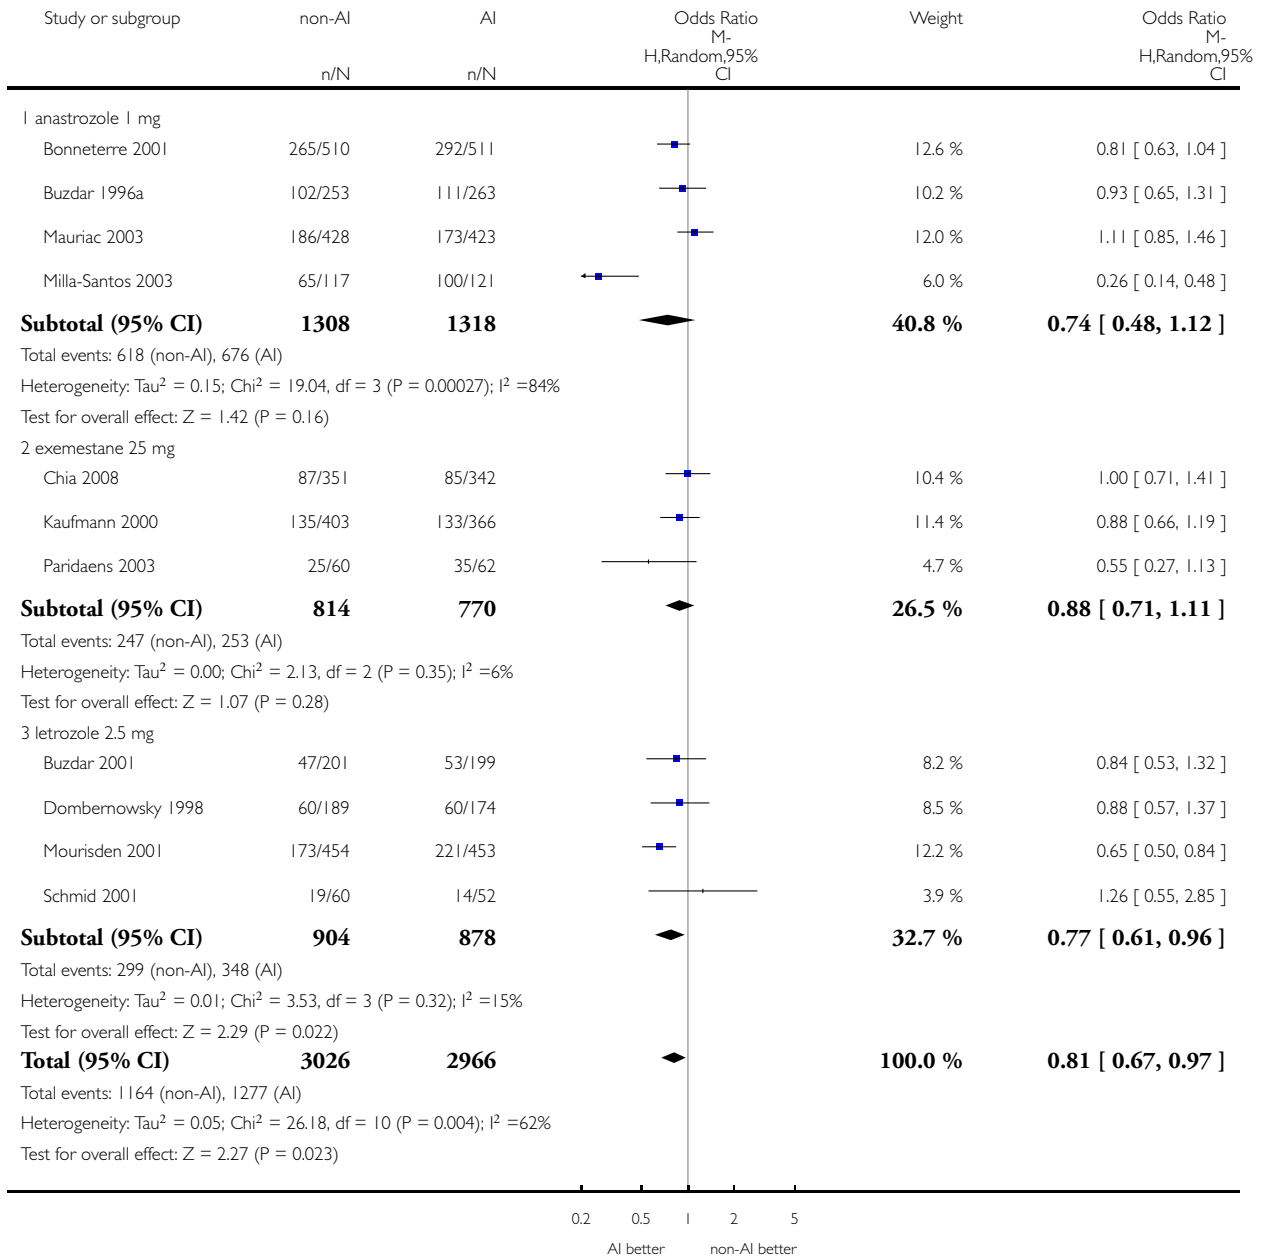 Study or subgroup non-AI AI Odds Ratio Weight Odds Ratio
M- M-
H,Random,95% H,Random,95%
n/N n/N CI CI
1 anastrozole 1 mg
Bonneterre 2001 265/510 292/511 12.6 % 0.81 [ 0.63, 1.04 ]
Buzdar 1996a 102/253 111/263 10.2 % 0.93 [ 0.65, 1.31 ]
Mauriac 2003 186/428 173/423 12.0 % 1.11 [ 0.85, 1.46 ]
Milla-Santos 2003 65/117 100/121 6.0 % 0.26 [ 0.14, 0.48 ]
Subtotal (95% CI) 1308 1318 40.8 % 0.74 [ 0.48, 1.12 ]
Total events: 618 (non-AI), 676 (AI)
Heterogeneity: Tau² = 0.15; Chi² = 19.04, df = 3 (P = 0.00027); I² =84%
Test for overall effect: Z = 1.42 (P = 0.16)
2 exemestane 25 mg
Chia 2008 87/351 85/342 10.4 % 1.00 [ 0.71, 1.41 ]
Kaufmann 2000 135/403 133/366 11.4 % 0.88 [ 0.66, 1.19 ]
Paridaens 2003 25/60 35/62 4.7 % 0.55 [ 0.27, 1.13 ]
Subtotal (95% CI) 814 770 26.5 % 0.88 [ 0.71, 1.11 ]
Total events: 247 (non-AI), 253 (AI)
Heterogeneity: Tau² = 0.00; Chi² = 2.13, df = 2 (P = 0.35); I² =6%
Test for overall effect: Z = 1.07 (P = 0.28)
3 letrozole 2.5 mg
Buzdar 2001 47/201 53/199 8.2 % 0.84 [ 0.53, 1.32 ]
Dombernowsky 1998 60/189 60/174 8.5 % 0.88 [ 0.57, 1.37 ]
Mourisden 2001 173/454 221/453 12.2 % 0.65 [ 0.50, 0.84 ]
Schmid 2001 19/60 14/52 3.9 % 1.26 [ 0.55, 2.85 ]
Subtotal (95% CI) 904 878 32.7 % 0.77 [ 0.61, 0.96 ]
Total events: 299 (non-AI), 348 (AI)
Heterogeneity: Tau² = 0.01; Chi² = 3.53, df = 3 (P = 0.32); I² =15%
Test for overall effect: Z = 2.29 (P = 0.022)
Total (95% CI) 3026 2966 100.0 % 0.81 [ 0.67, 0.97 ]
Total events: 1164 (non-AI), 1277 (AI)
Heterogeneity: Tau² = 0.05; Chi² = 26.18, df = 10 (P = 0.004); I² =62%
Test for overall effect: Z = 2.27 (P = 0.023)
0.2 0.5 1 2 5
AI better non-AI better